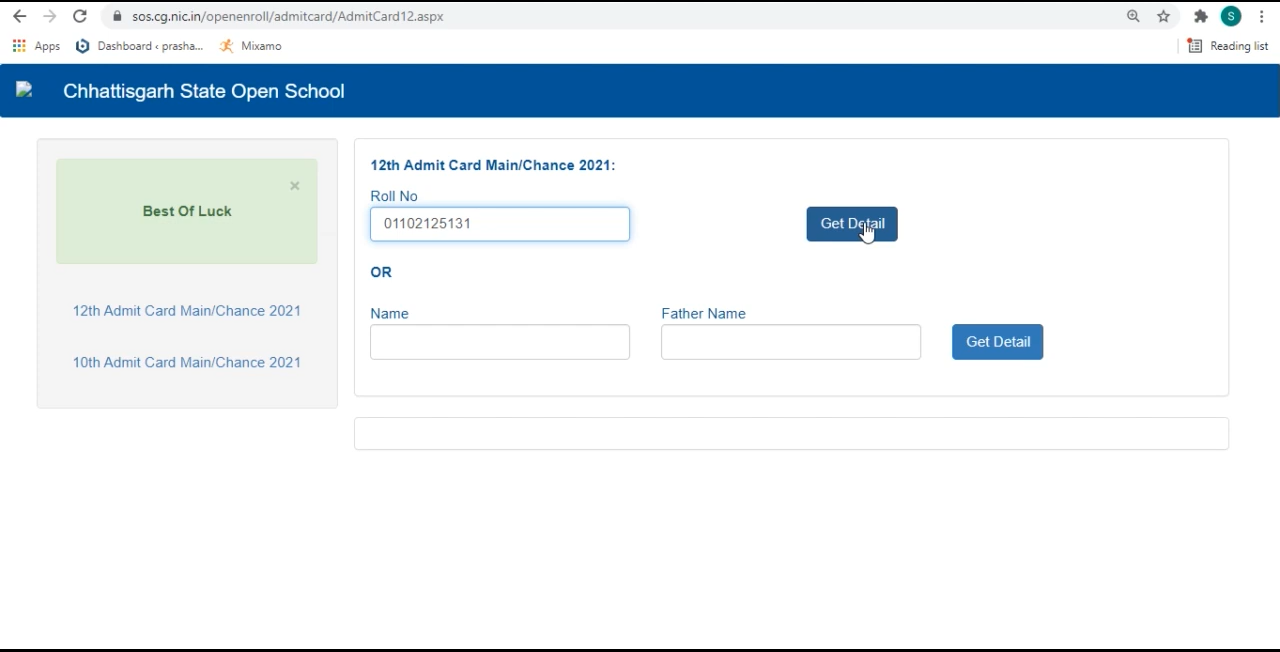 sos.cg.nic.in/openenroll/admitcard/AdmitCard12.aspx
S
Apps
Dashboard ‹ prasha...
Mixamo
Reading list
Chhattisgarh State Open School
×
Best Of Luck
12th Admit Card Main/Chance 2021
10th Admit Card Main/Chance 2021
12th Admit Card Main/Chance 2021:
Roll No
01102125131
Get Detail
OR
Name
Father Name
Get Detail